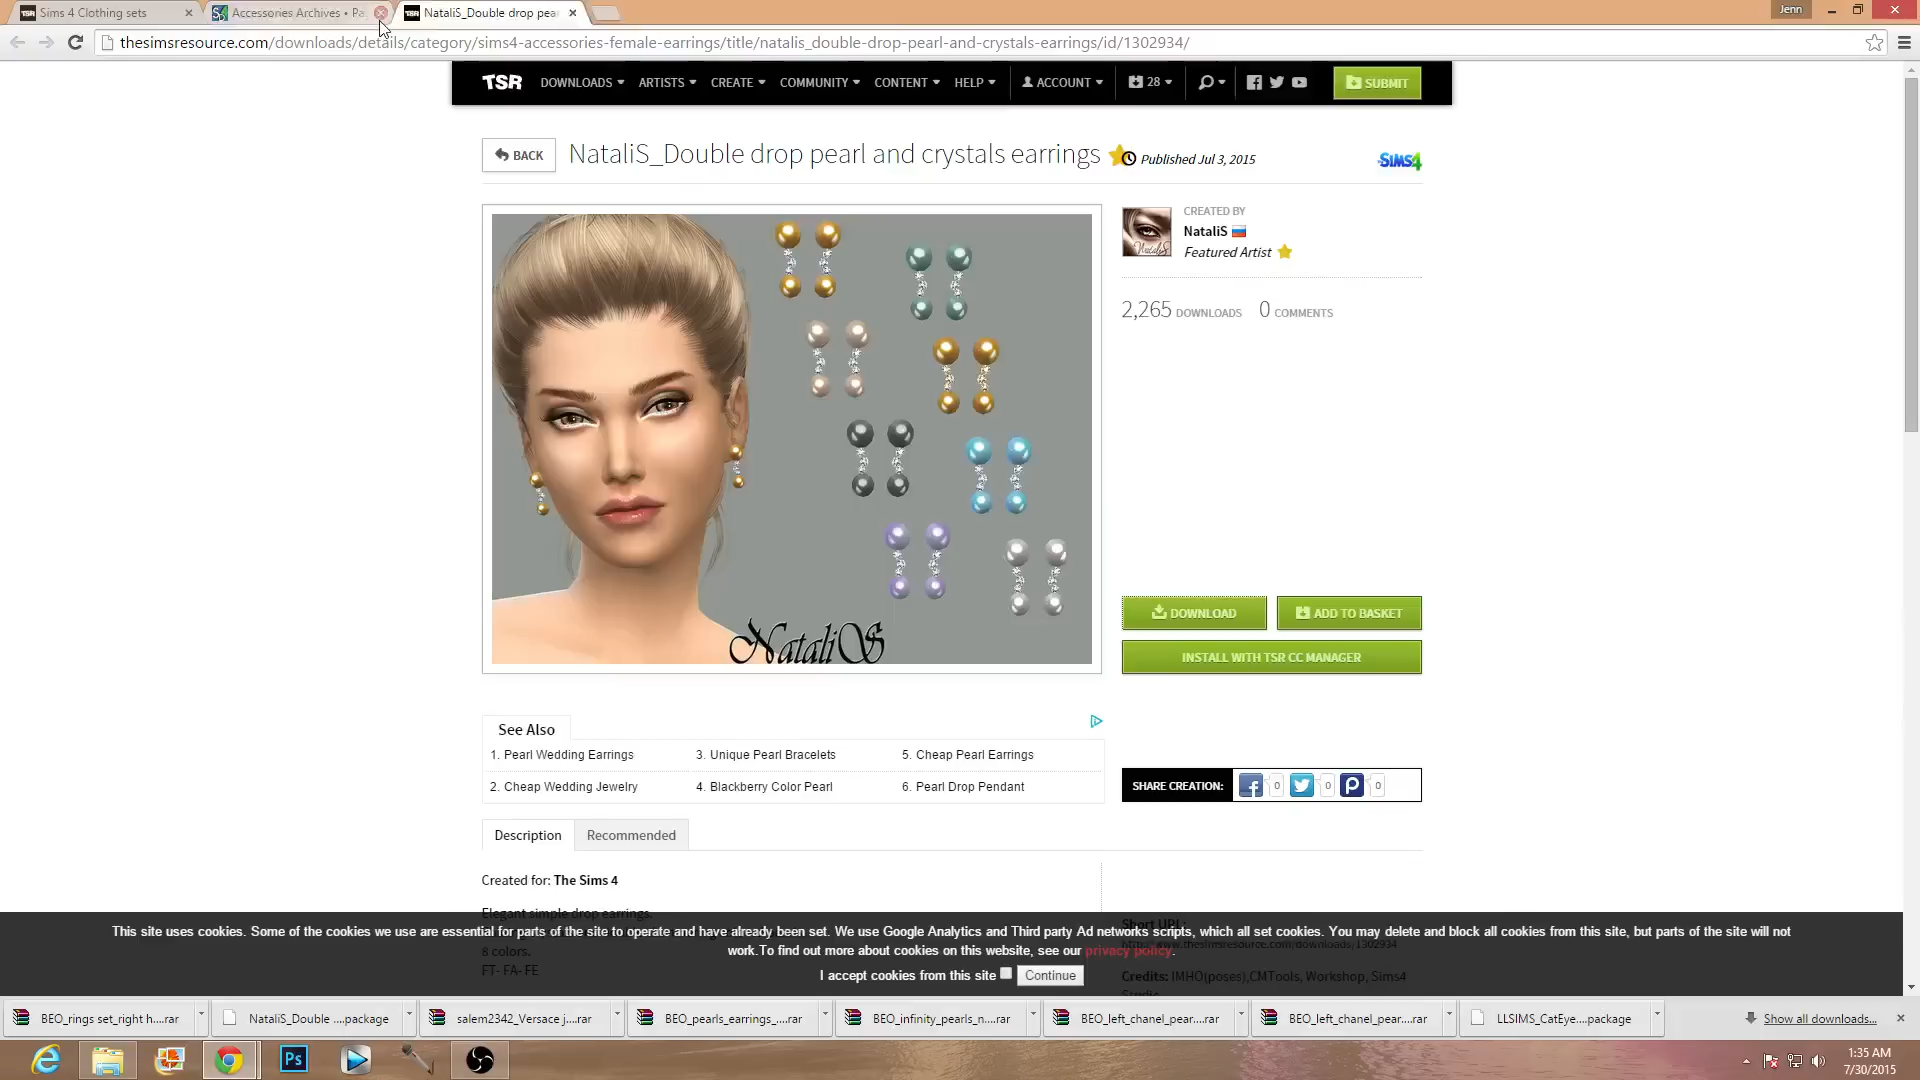 Sims 4 Clothing sets
Accessories Archives • Pa
NataliS_Double drop pear
Jenn
thesimsresource.com/downloads/details/category/sims4-accessories-female-earrings/title/natalis_double-drop-pearl-and-crystals-earrings/id/1302934/
TSR DOWNLOADS ARTISTS CREATE COMMUNITY CONTENT HELP ACCOUNT 28 SUBMIT
BACK NataliS_Double drop pearl and crystals earrings Published Jul 3, 2015 SIMS4
CREATED BY
NataliS
Featured Artist
2,265 DOWNLOADS 0 COMMENTS
NataliS
DOWNLOAD ADD TO BASKET
INSTALL WITH TSR CC MANAGER
See Also
1. Pearl Wedding Earrings 3. Unique Pearl Bracelets 5. Cheap Pearl Earrings
2. Cheap Wedding Jewelry 4. Blackberry Color Pearl 6. Pearl Drop Pendant
SHARE CREATION: 0 0 0
Description Recommended
Created for: The Sims 4
Elegant simple drop earrings.
Short URL:
This site uses cookies. Some of the cookies we use are essential for parts of the site to operate and have already been set. We use Google Analytics and Third party Ad networks scripts, which all set cookies. You may delete and block all cookies from this site, but parts of the site will not
work.To find out more about cookies on this website, see our privacy policy.
http://www.thesimsresource.com/downloads/1302934
8 colors.
FT- FA- FE
I accept cookies from this site Continue
Credits: IMHO(poses),CMTools, Workshop, Sims4
Studio
BEO_rings set_right h....rar
NataliS_Double ....package
salem2342_Versace j....rar
BEO_pearls_earrings_....rar
BEO_infinity_pearls_n....rar
BEO_left_chanel_pear....rar
BEO_left_chanel_pear....rar
LLSIMS_CatEye....package
Show all downloads...
Ps
1:35 AM
7/30/2015